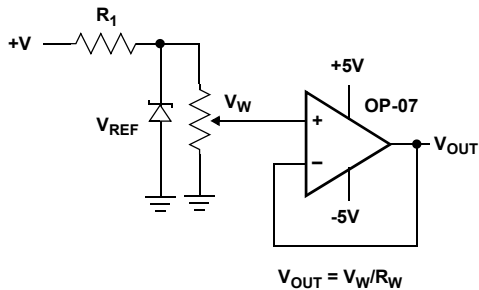 R1
+V
VREF
VW
+5V
OP-07
+
−
VOUT
-5V
VOUT = VW/RW